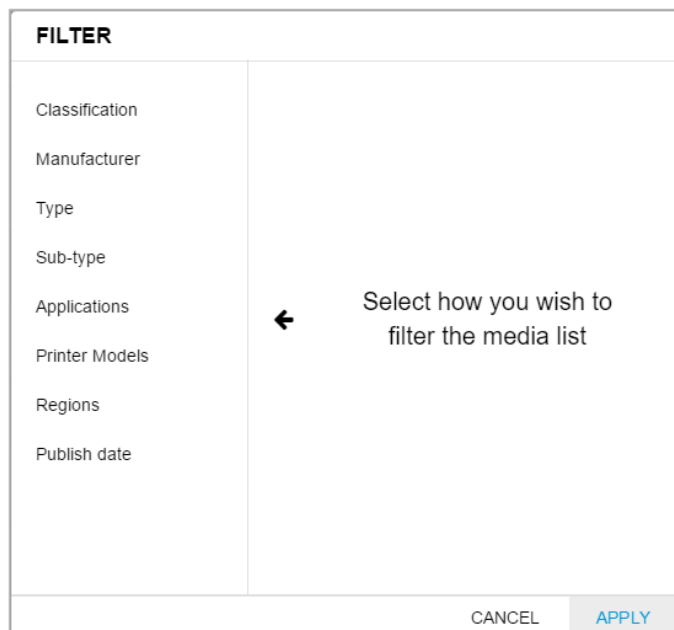 FILTER
Classification
Manufacturer
Type
Sub-type
Applications
Printer Models
Regions
Publish date
Select how you wish to
filter the media list
CANCEL APPLY